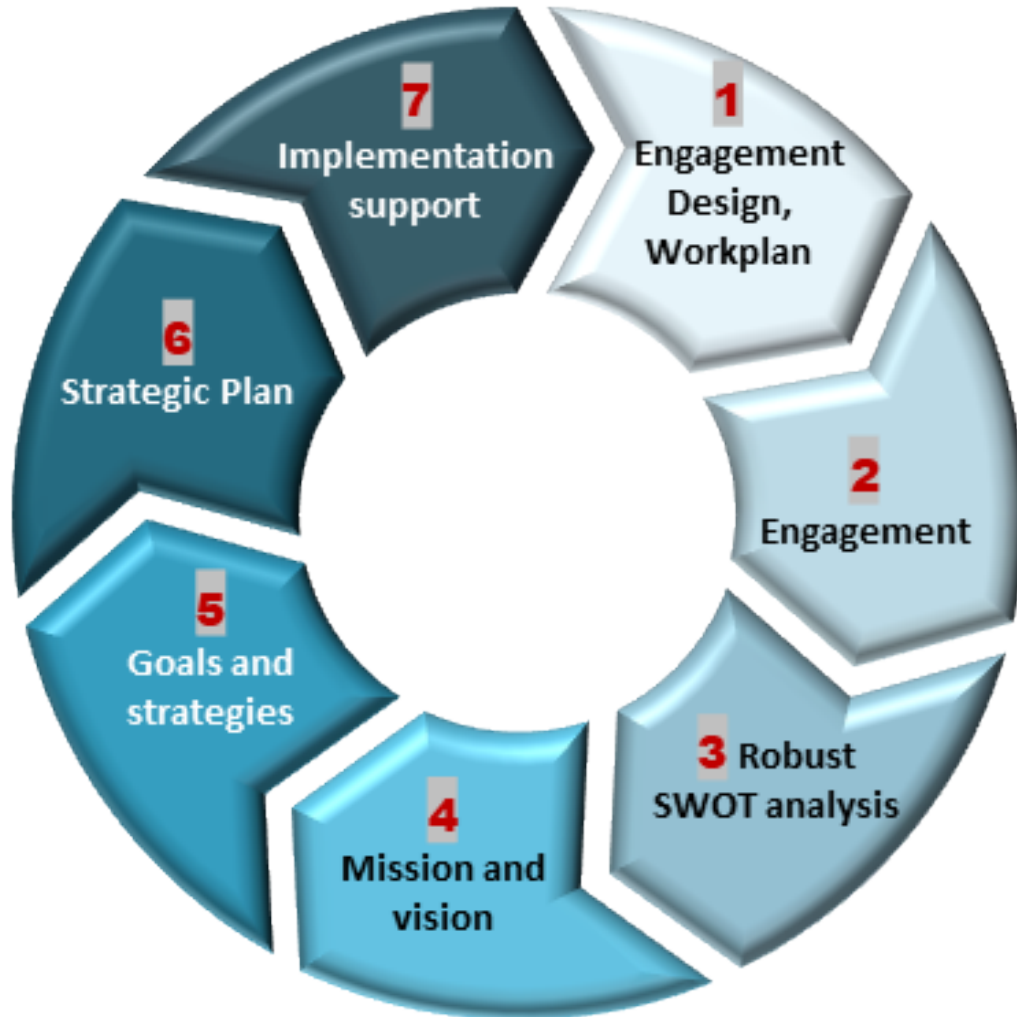 1
Engagement
Design,
Workplan
2
Engagement
3 Robust
SWOT analysis
4
Mission and
vision
5
Goals and
strategies
6
Strategic Plan
7
Implementation
support